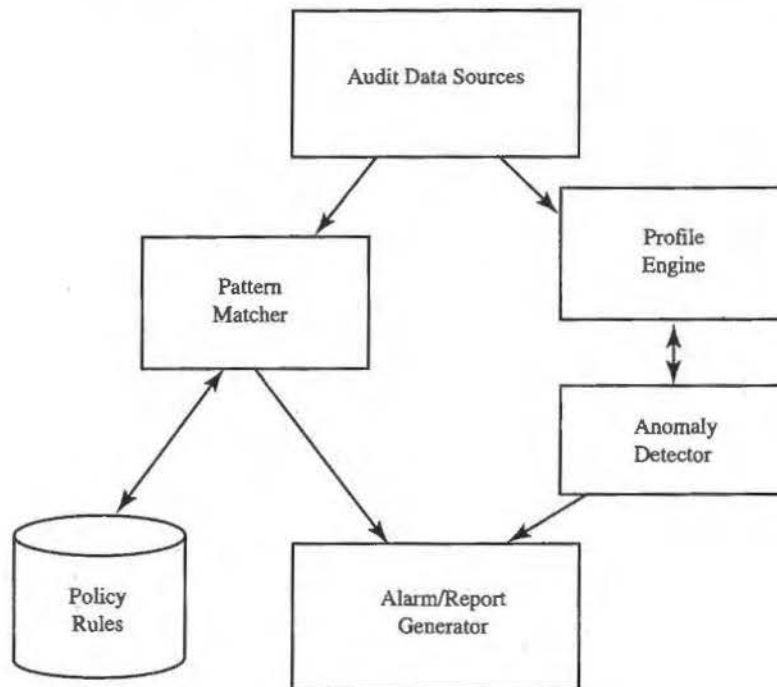 Audit Data Sources
Profile
Engine
Pattern
Matcher
Anomaly
Detector
Policy
Rules
Alarm/Report
Generator